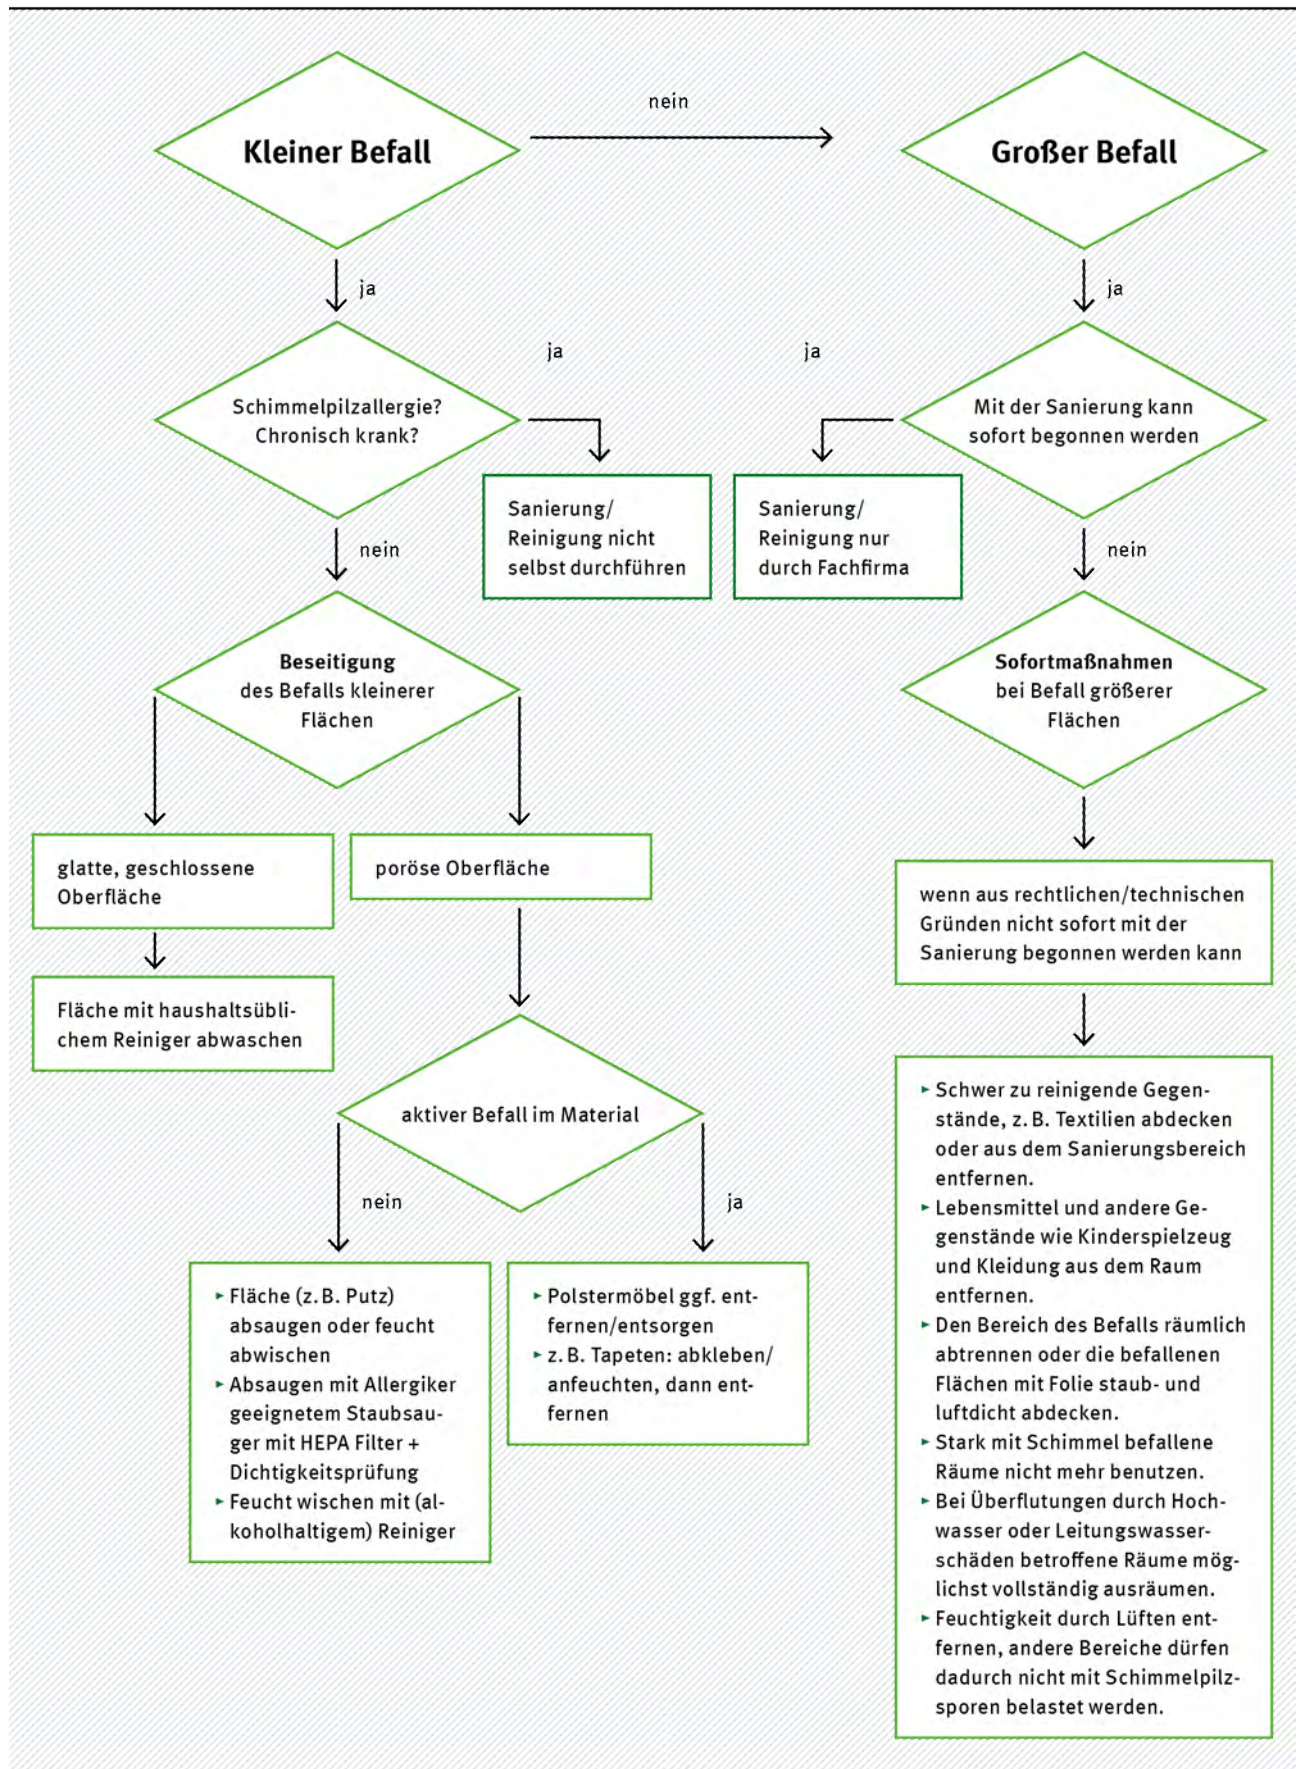 nein
Kleiner Befall
Großer Befall
ja
ja
ja
ja
Schimmelpilzallergie?
Chronisch krank?
Mit der Sanierung kann
sofort begonnen werden
Sanierung/
Reinigung nicht
selbst durchführen
Sanierung/
Reinigung nur
durch Fachfirma
nein
nein
Beseitigung
des Befalls kleinerer
Flächen
Sofortmaßnahmen
bei Befall größerer
Flächen
glatte, geschlossene
Oberfläche
poröse Oberfläche
wenn aus rechtlichen/technischen
Gründen nicht sofort mit der
Sanierung begonnen werden kann
Fläche mit haushaltsübli-
chem Reiniger abwaschen
aktiver Befall im Material
nein
ja
► Fläche (z. B. Putz)
absaugen oder feucht
abwischen
► Absaugen mit Allergiker
geeignetem Staubsau-
ger mit HEPA Filter +
Dichtigkeitsprüfung
► Feucht wischen mit (al-
koholhaltigem) Reiniger
► Polstermöbel ggf. ent-
fernen/entsorgen
► z. B. Tapeten: abkleben/
anfeuchten, dann ent-
fernen
► Schwer zu reinigende Gegen-
stände, z. B. Textilien abdecken
oder aus dem Sanierungsbereich
entfernen.
► Lebensmittel und andere Ge-
genstände wie Kinderspielzeug
und Kleidung aus dem Raum
entfernen.
► Den Bereich des Befalls räumlich
abtrennen oder die befallenen
Flächen mit Folie staub- und
luftdicht abdecken.
► Stark mit Schimmel befallene
Räume nicht mehr benutzen.
► Bei Überflutungen durch Hoch-
wasser oder Leitungswasser-
schäden betroffene Räume mög-
lichst vollständig ausräumen.
► Feuchtigkeit durch Lüften ent-
fernen, andere Bereiche dürfen
dadurch nicht mit Schimmelpilz-
sporen belastet werden.